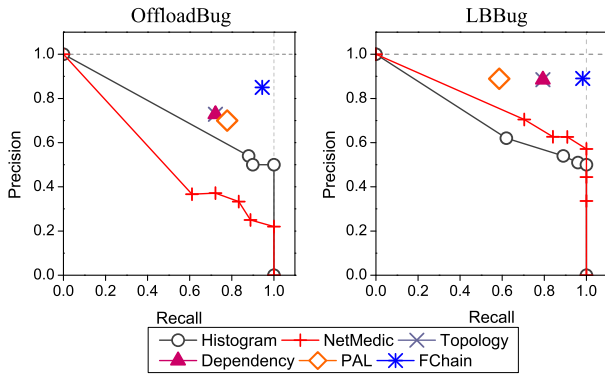 OffloadBug
LBBug
1.0
0.8
0.6
0.4
0.2
0.0
Precision
0.0 0.2 0.4 0.6 0.8 1.0
Recall
1.0
0.8
0.6
0.4
0.2
0.0
Precision
0.0 0.2 0.4 0.6 0.8 1.0
Recall
Histogram NetMedic Topology
Dependency PAL FChain